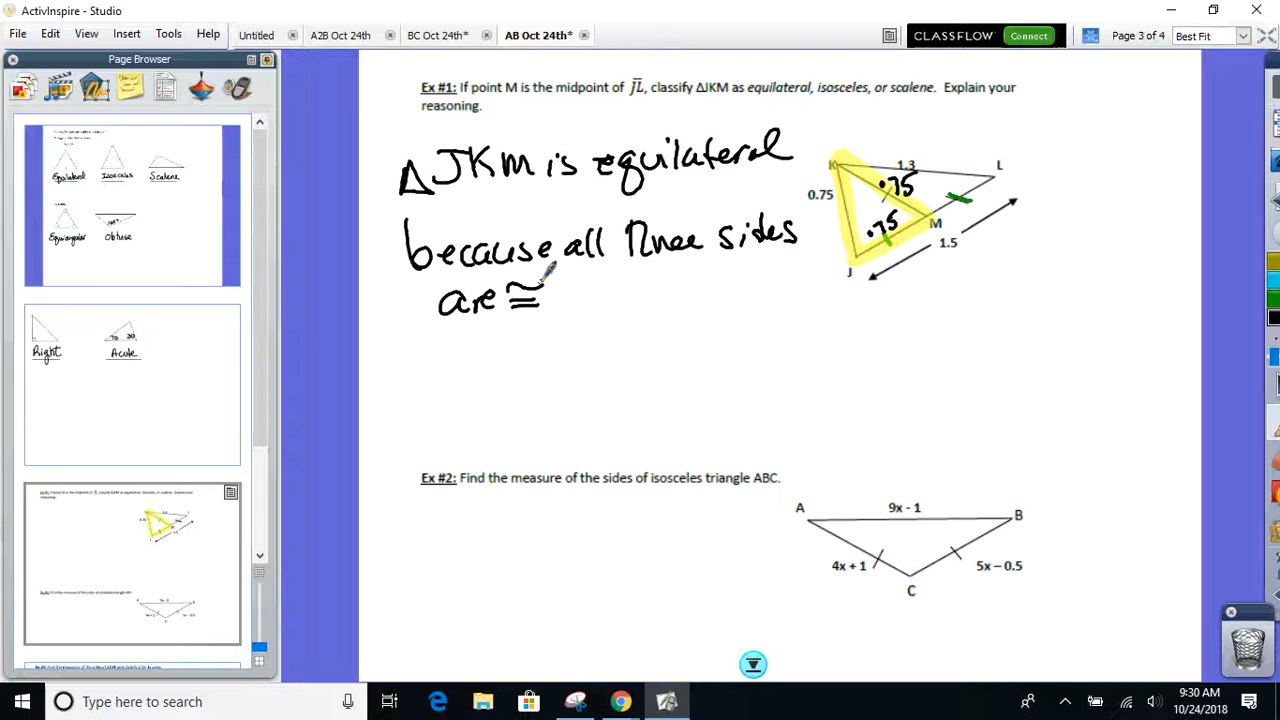 ActivInspire - Studio
File Edit View Insert Tools Help
Untitled
A2B Oct 24th
BC Oct 24th*
AB Oct 24th*
CLASSFLOW Connect
Page 3 of 4
Best Fit
Page Browser
Equilateral Isosceles Scalene
Equiangular Obtuse
Right Acute
70 30
Ex #1: If point M is the midpoint of JL, classify ΔJKM as equilateral, isosceles, or scalene. Explain your
reasoning.
ΔJKM is equilateral
because all three sides
are ≅
K 1.3 L
0.75 .75
.75 M
1.5
J
Ex #2: Find the measure of the sides of isosceles triangle ABC.
A 9x - 1 B
4x + 1 5x – 0.5
C
Type here to search
9:30 AM
10/24/2018